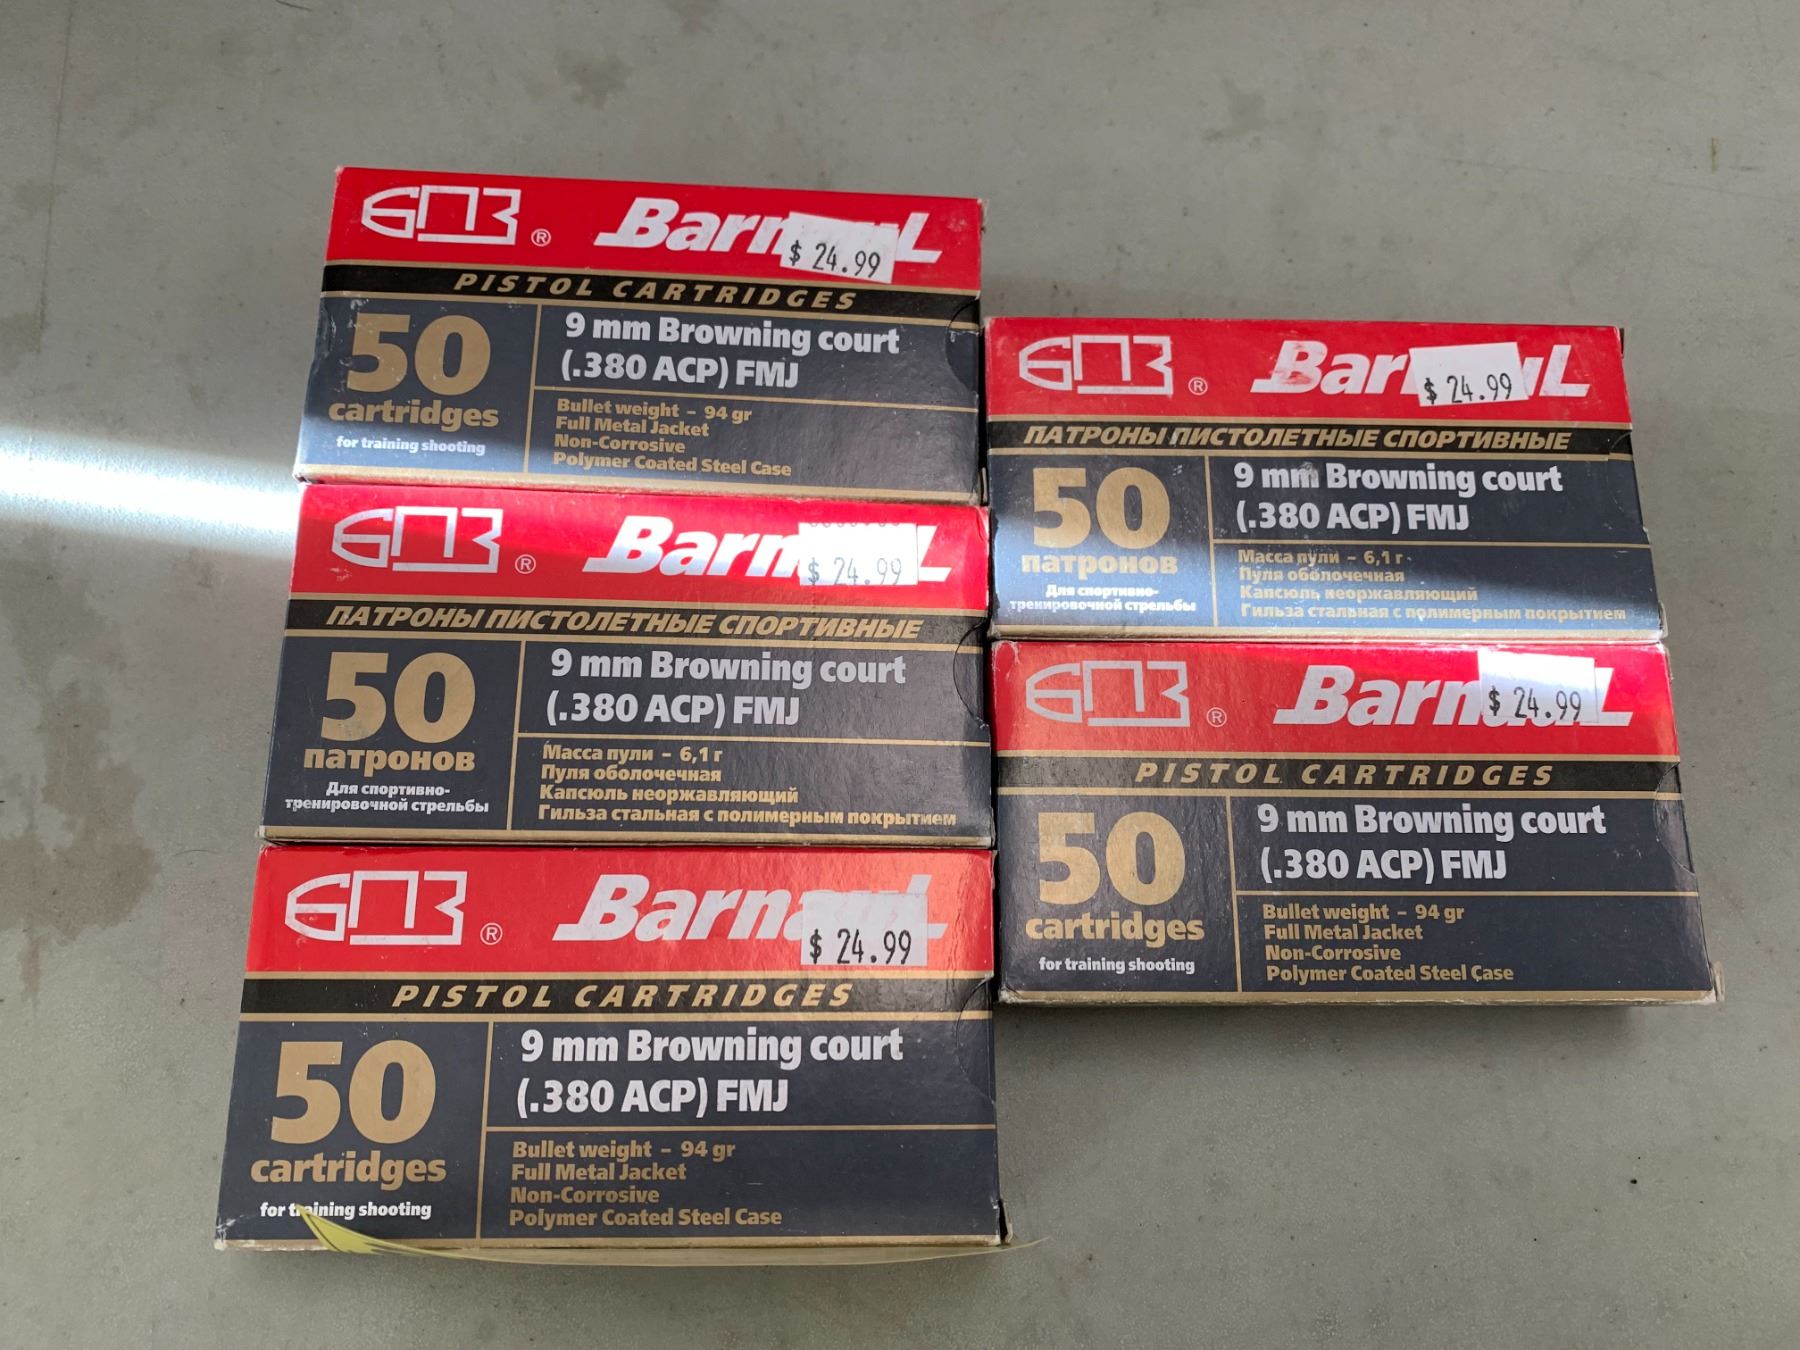 БПЗ ® BarnauL
$ 24.99
PISTOL CARTRIDGES
50
cartridges
for training shooting
9 mm Browning court
(.380 ACP) FMJ
Bullet weight – 94 gr
Full Metal Jacket
Non-Corrosive
Polymer Coated Steel Case
БПЗ ® BarnauL
$ 24.99
ПАТРОНЫ ПИСТОЛЕТНЫЕ СПОРТИВНЫЕ
50
патронов
Для спортивно-
тренировочной стрельбы
9 mm Browning court
(.380 ACP) FMJ
Масса пули – 6,1 г
Пуля оболочечная
Капсюль неоржавляющий
Гильза стальная с полимерным покрытием
БПЗ ® BarnauL
$ 24.99
PISTOL CARTRIDGES
50
cartridges
for training shooting
9 mm Browning court
(.380 ACP) FMJ
Bullet weight – 94 gr
Full Metal Jacket
Non-Corrosive
Polymer Coated Steel Case
БПЗ ® BarnauL
$ 24.99
ПАТРОНЫ ПИСТОЛЕТНЫЕ СПОРТИВНЫЕ
50
патронов
Для спортивно-
тренировочной стрельбы
9 mm Browning court
(.380 ACP) FMJ
Масса пули – 6,1 г
Пуля оболочечная
Капсюль неоржавляющий
Гильза стальная с полимерным покрытием
БПЗ ® BarnauL
$ 24.99
PISTOL CARTRIDGES
50
cartridges
for training shooting
9 mm Browning court
(.380 ACP) FMJ
Bullet weight – 94 gr
Full Metal Jacket
Non-Corrosive
Polymer Coated Steel Case